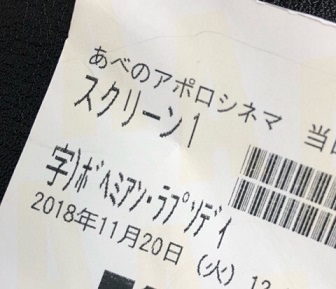 あべのアポロシネマ 当日
スクリーン1
字)ﾎﾞﾍﾐｱﾝ･ﾗﾌﾟｿﾃﾞｨ
2018年11月20日 (火)